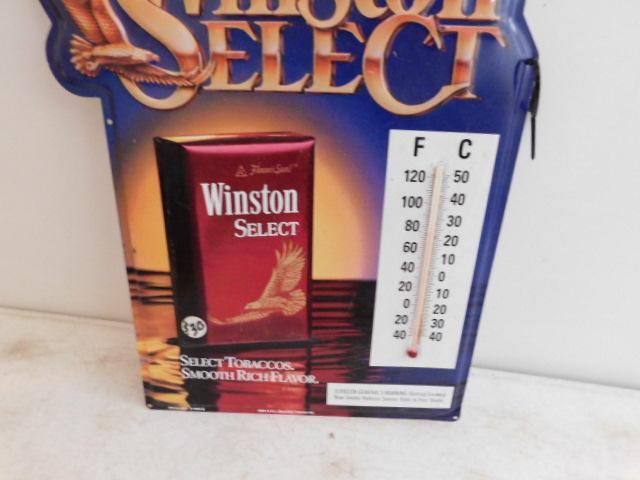 Winston
SELECT
Winston
SELECT
$30
SELECT TOBACCOS.
SMOOTH RICH FLAVOR.
F C
120 50
100 40
80 30
60 20
40 10
20 0
0 10
20 20
40 30
40